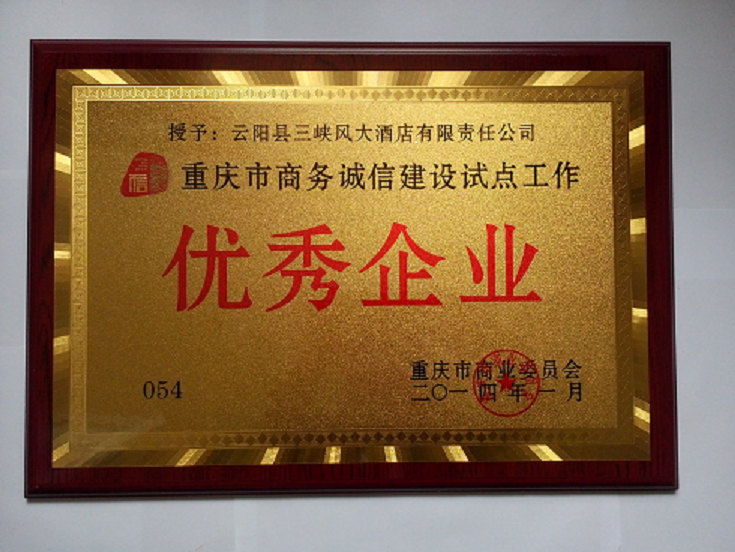 授予：云阳县三峡风大酒店有限责任公司
重庆市商务诚信建设试点工作
优秀企业
054
重庆市商业委员会
二〇一四年一月